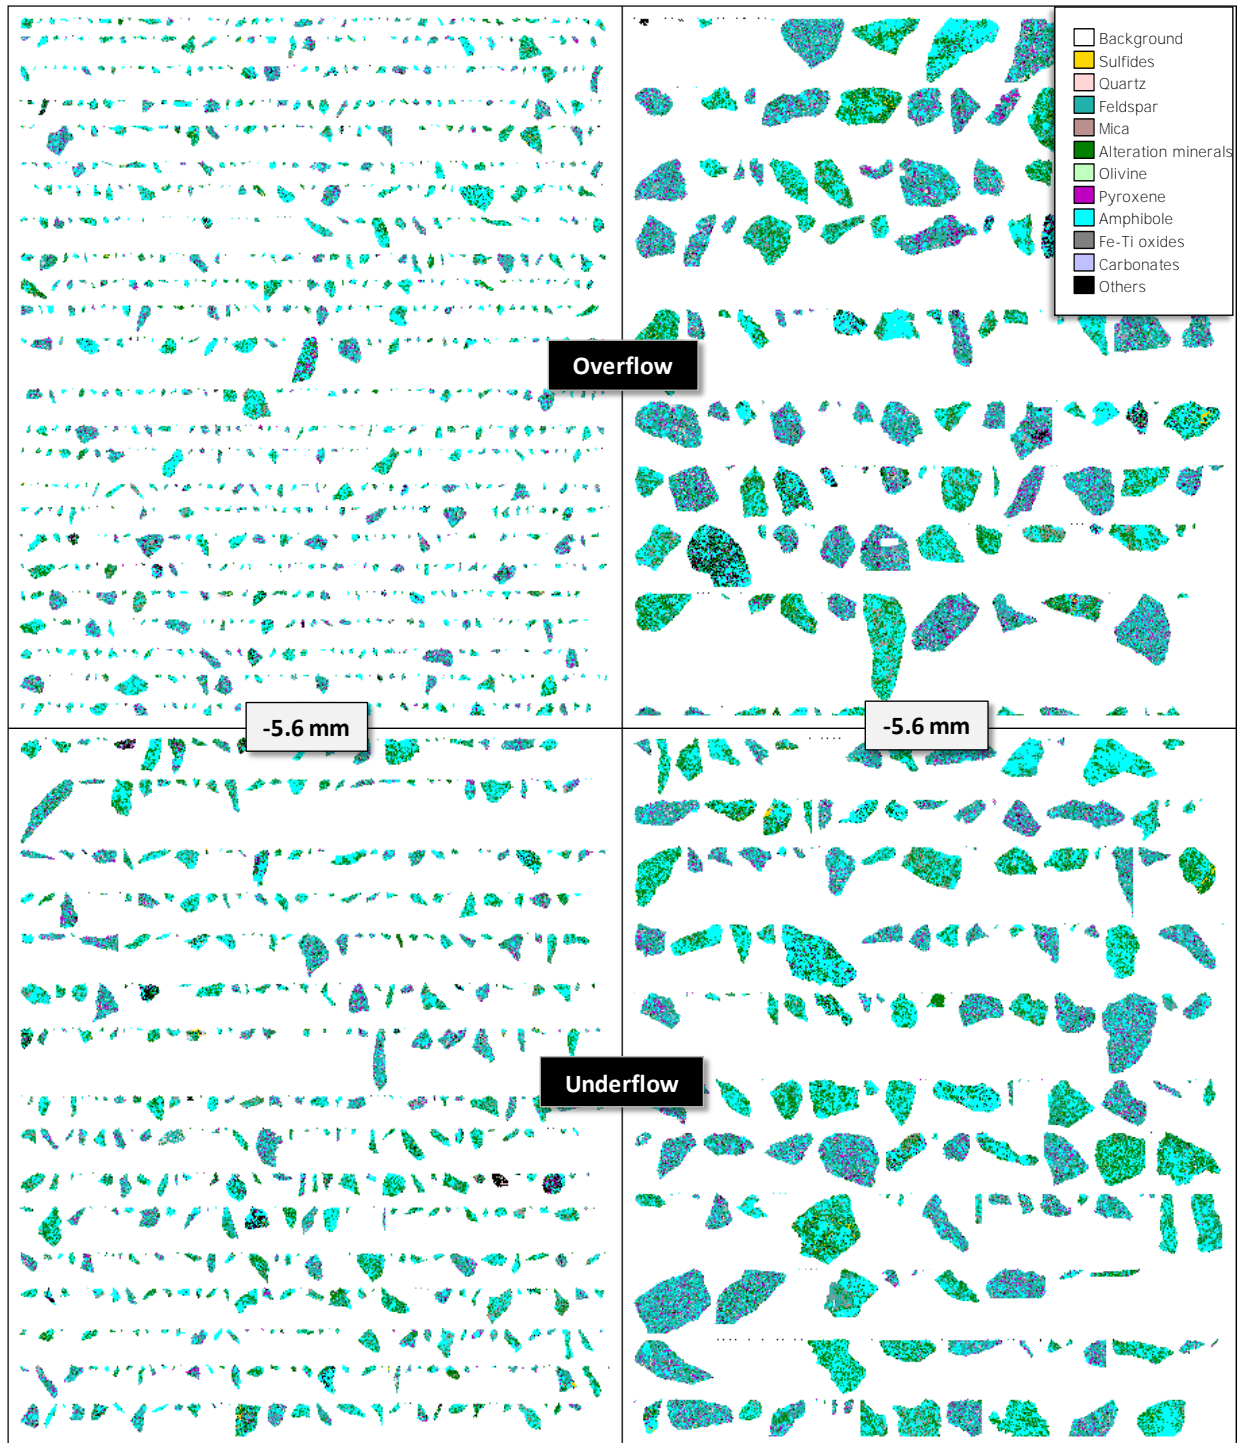 Background
Sulfides
Quartz
Feldspar
Mica
Alteration minerals
Olivine
Pyroxene
Amphibole
Fe-Ti oxides
Carbonates
Others
Overflow
-5.6 mm
-5.6 mm
Underflow